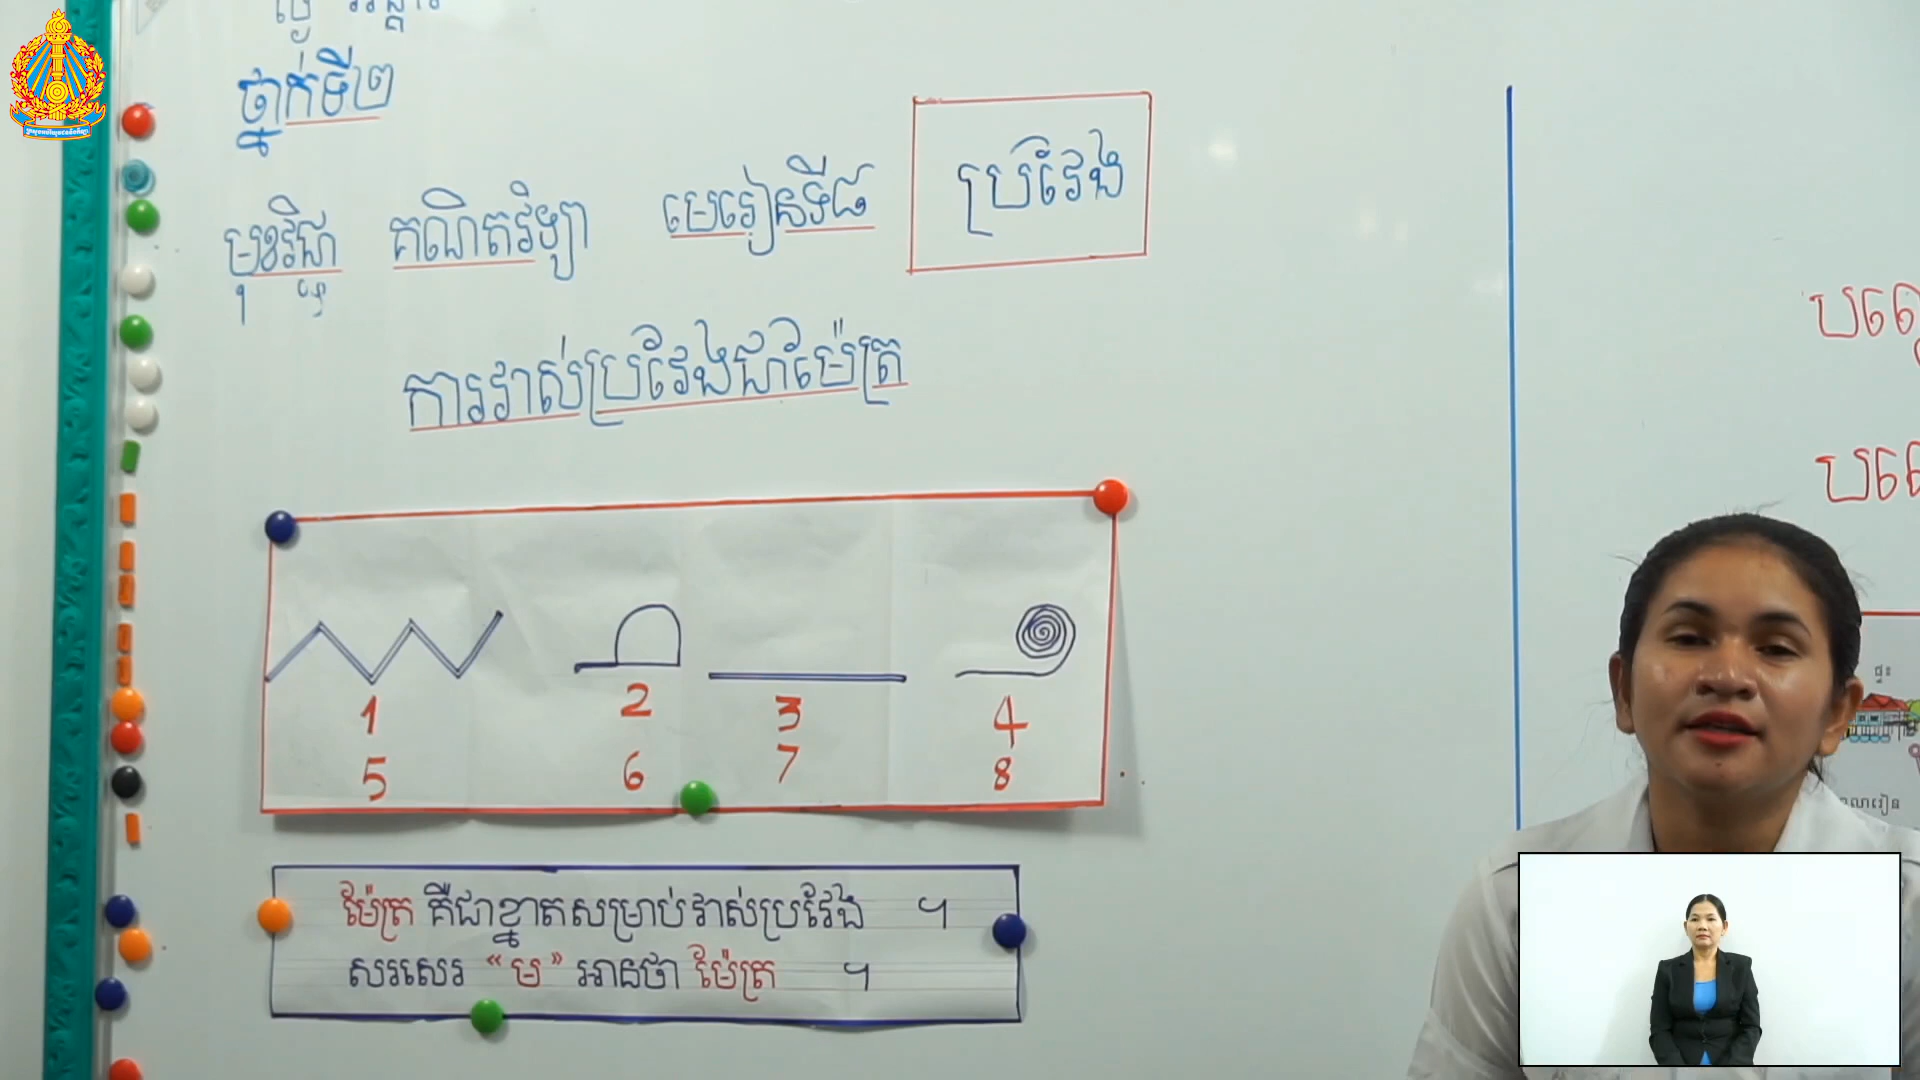 ថ្នាក់ទី២
មុខវិជ្ជា គណិតវិទ្យា មេរៀនទី៨ ប្រវែង
ការវាស់ប្រវែងជាម៉ែត្រ
1 2 3 4
5 6 7 8
ម៉ែត្រ គឺជាខ្នាតសម្រាប់វាស់ប្រវែង ។
សរសេរ "ម" អានថា ម៉ែត្រ ។
ផ្ទះ